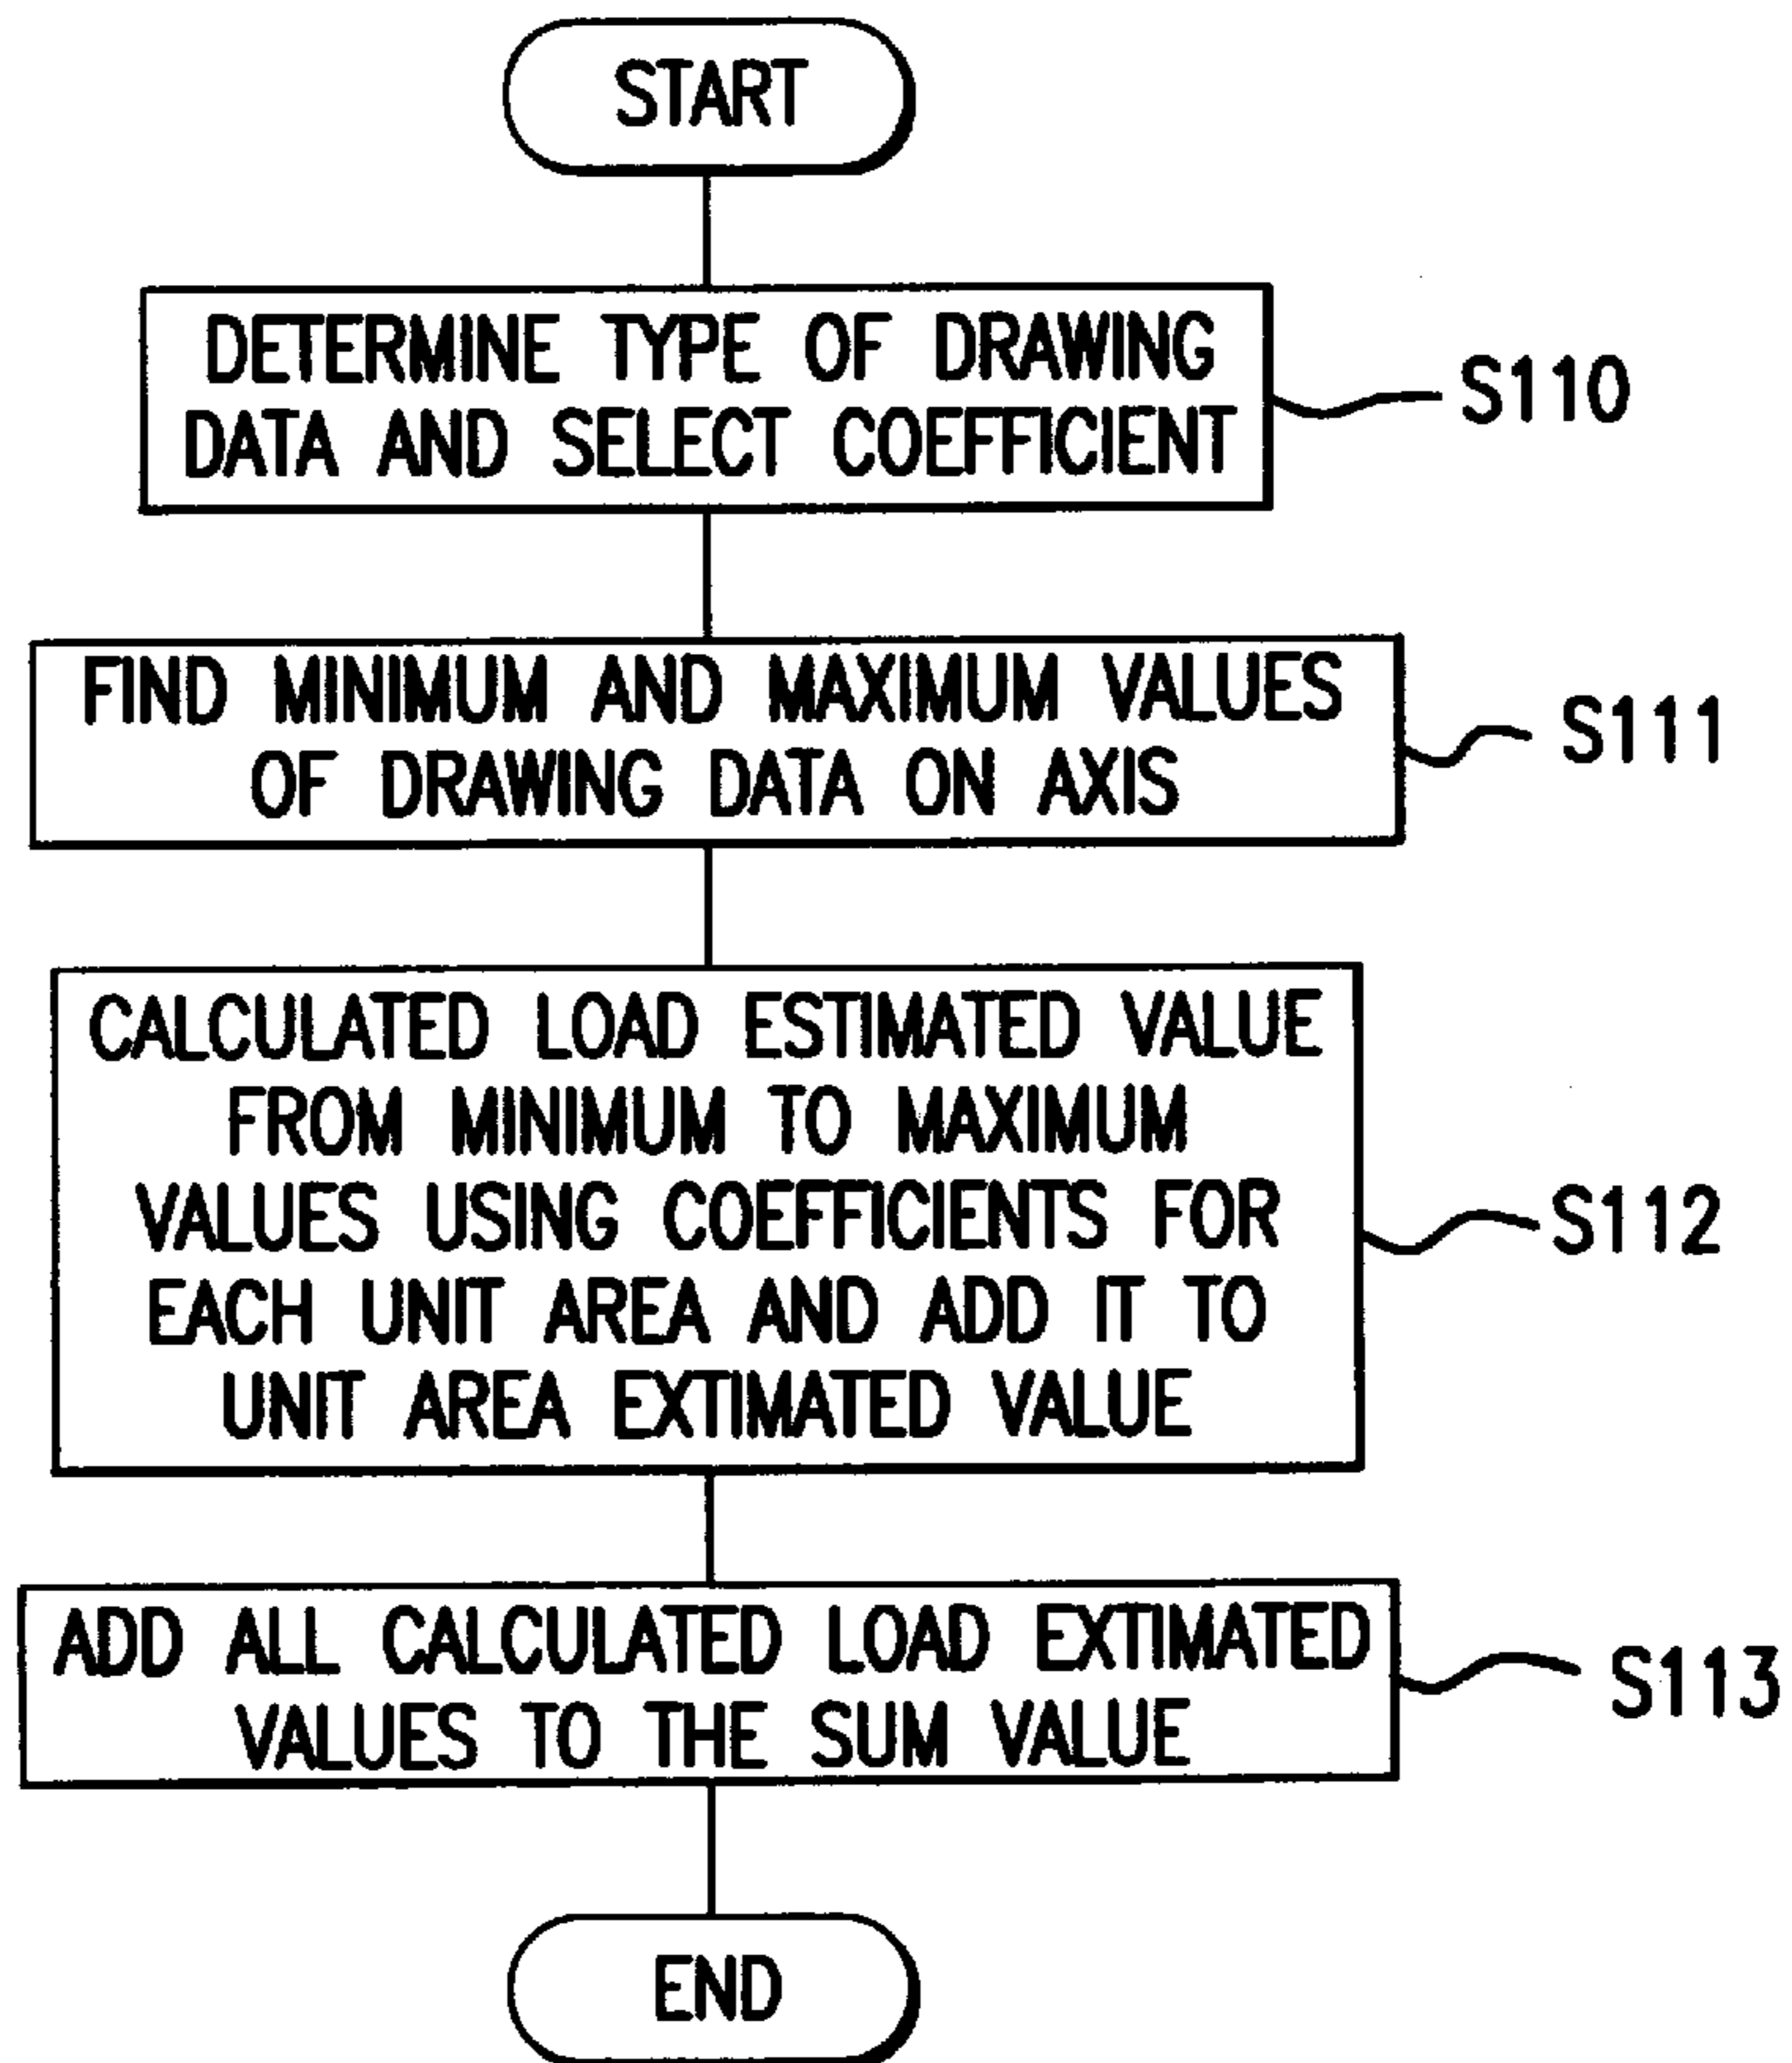 START
DETERMINE TYPE OF DRAWING
DATA AND SELECT COEFFICIENT
S110
FIND MINIMUM AND MAXIMUM VALUES
OF DRAWING DATA ON AXIS
S111
CALCULATED LOAD ESTIMATED VALUE
FROM MINIMUM TO MAXIMUM
VALUES USING COEFFICIENTS FOR
EACH UNIT AREA AND ADD IT TO
UNIT AREA EXTIMATED VALUE
S112
ADD ALL CALCULATED LOAD EXTIMATED
VALUES TO THE SUM VALUE
S113
END